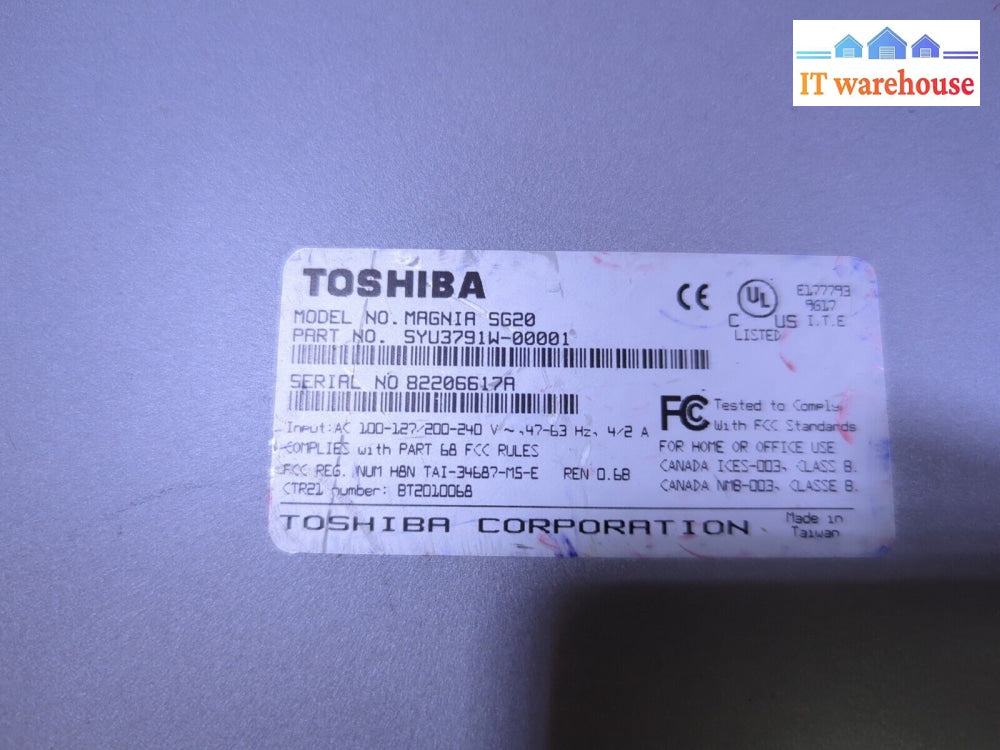 IT warehouse
TOSHIBA
MODEL NO. MAGNIA SG20
PART NO. SYU3791W-00001
SERIAL NO 82206617A
Input:AC 100-127/200-240 V ~, 47-63 Hz, 4/2 A
COMPLIES with PART 68 FCC RULES
FCC REG. NUM H8N TAI-34687-M5-E REN 0.6B
CTR21 number: BT2010068
CE
UL
C US
LISTED
E177793
9G17
I.T.E
FC Tested to Comply
With FCC Standards
FOR HOME OR OFFICE USE
CANADA ICES-003, CLASS B.
CANADA NMB-003, CLASSE B.
TOSHIBA CORPORATION
Made in
Taiwan